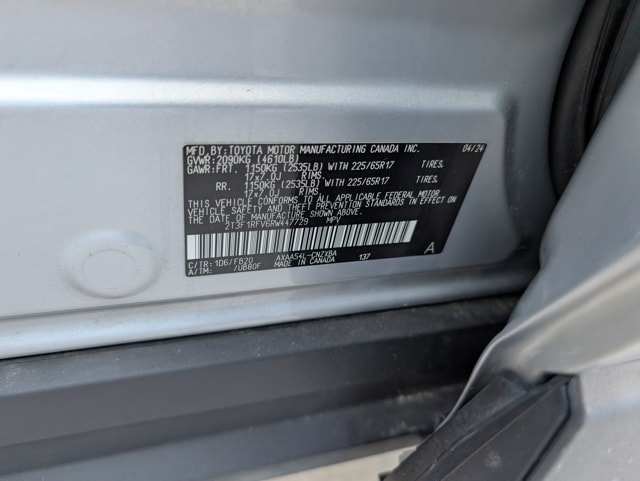 MFD. BY: TOYOTA MOTOR MANUFACTURING CANADA INC. 04/24
GVWR: 2090KG (4610LB)
GAWR: FRT. 1150KG (2535LB) WITH 225/65R17 TIRES,
17x7.0J RIMS,
RR. 1150KG (2535LB) WITH 225/65R17 TIRES,
17x7.0J RIMS,
THIS VEHICLE CONFORMS TO ALL APPLICABLE FEDERAL MOTOR
VEHICLE SAFETY AND THEFT PREVENTION STANDARDS IN EFFECT ON
THE DATE OF MANUFACTURE SHOWN ABOVE.
2T3F1RFV6RW447729 MPV
C/TR: 1D6/FB20 AXAA54L-CNZXBA A
A/TM: /UB80F MADE IN CANADA 137